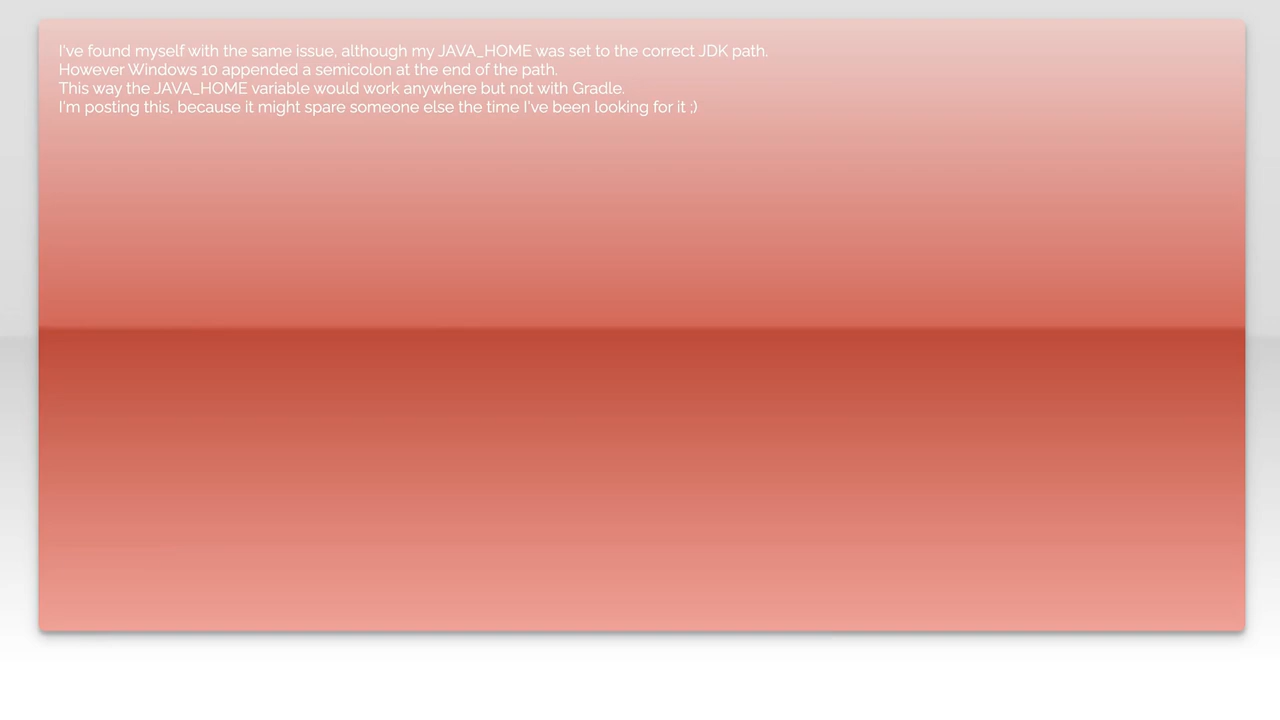 I've found myself with the same issue, although my JAVA_HOME was set to the correct JDK path.
However Windows 10 appended a semicolon at the end of the path.
This way the JAVA_HOME variable would work anywhere but not with Gradle.
I'm posting this, because it might spare someone else the time I've been looking for it ;)